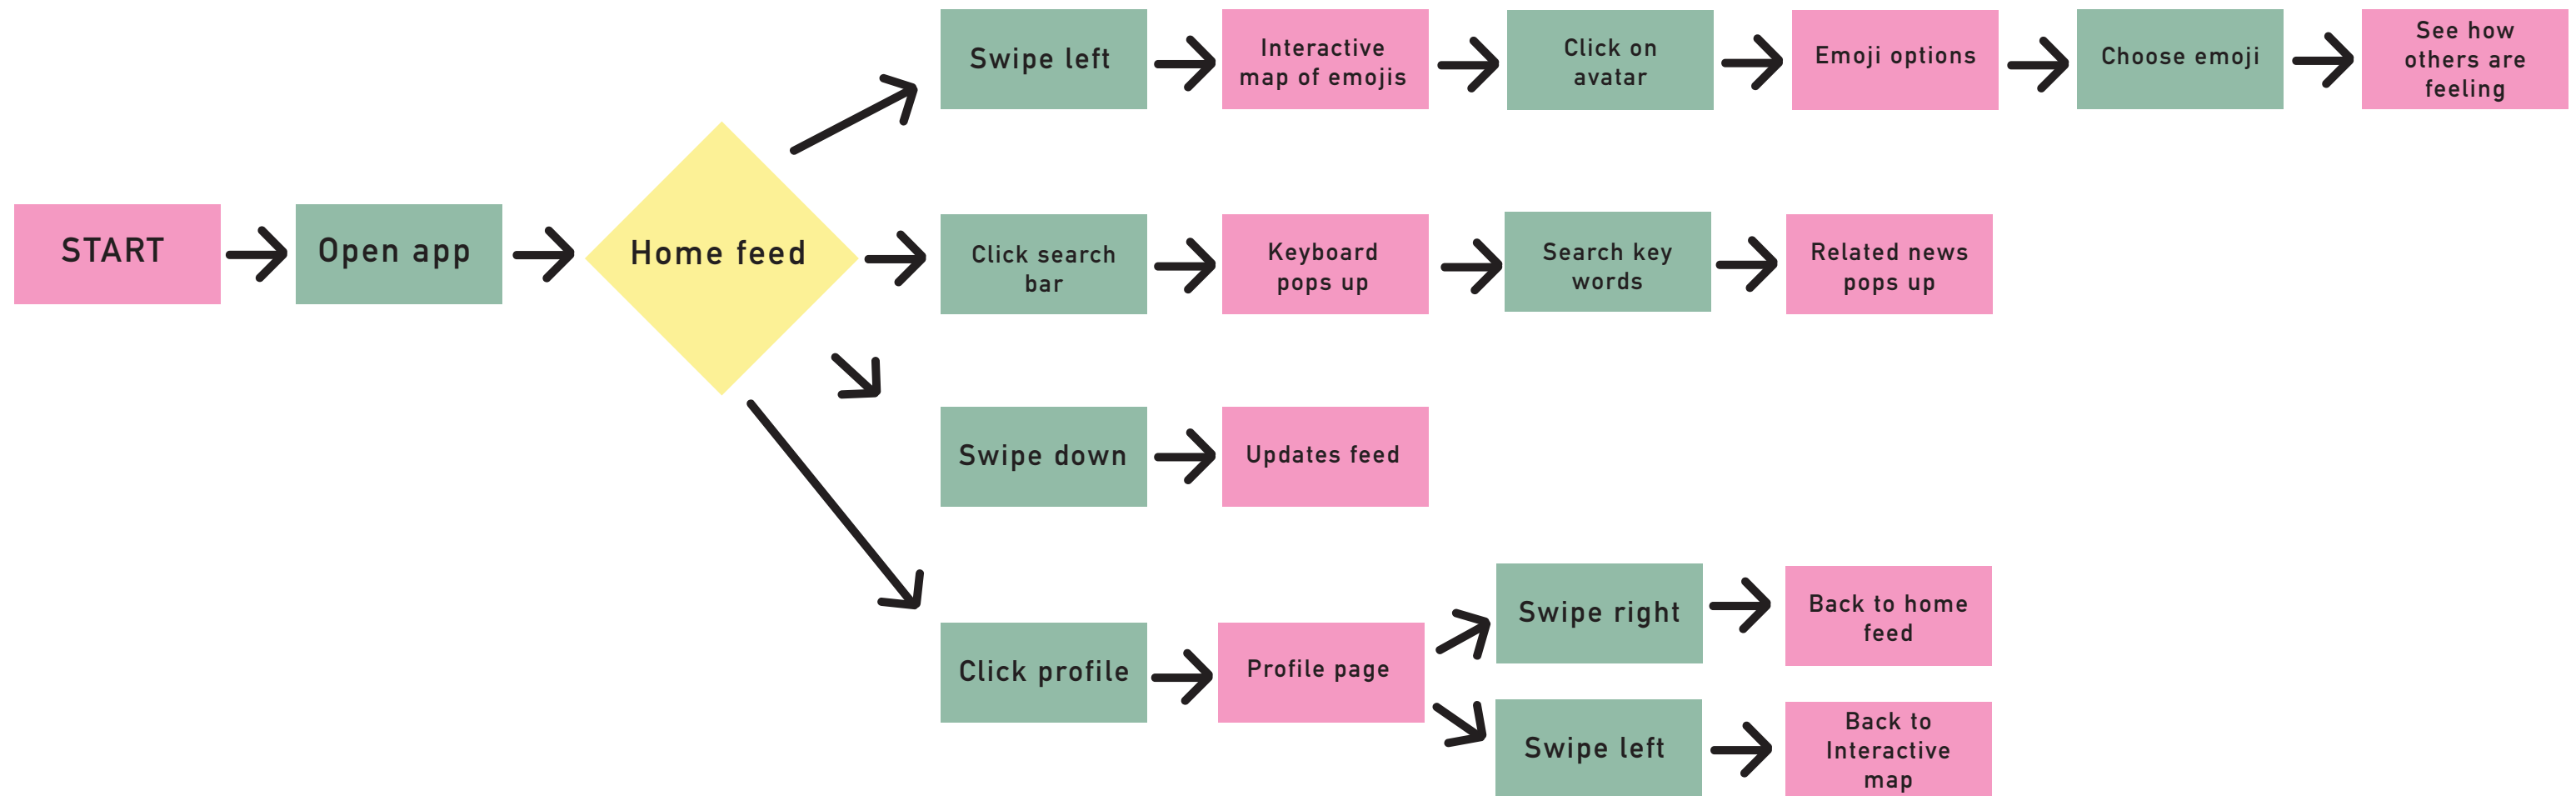 START
Open app
Home feed
Swipe left
Interactive
map of emojis
Click on
avatar
Emoji options
Choose emoji
See how
others are
feeling
Click search
bar
Keyboard
pops up
Search key
words
Related news
pops up
Swipe down
Updates feed
Click profile
Profile page
Swipe right
Back to home
feed
Swipe left
Back to
Interactive
map